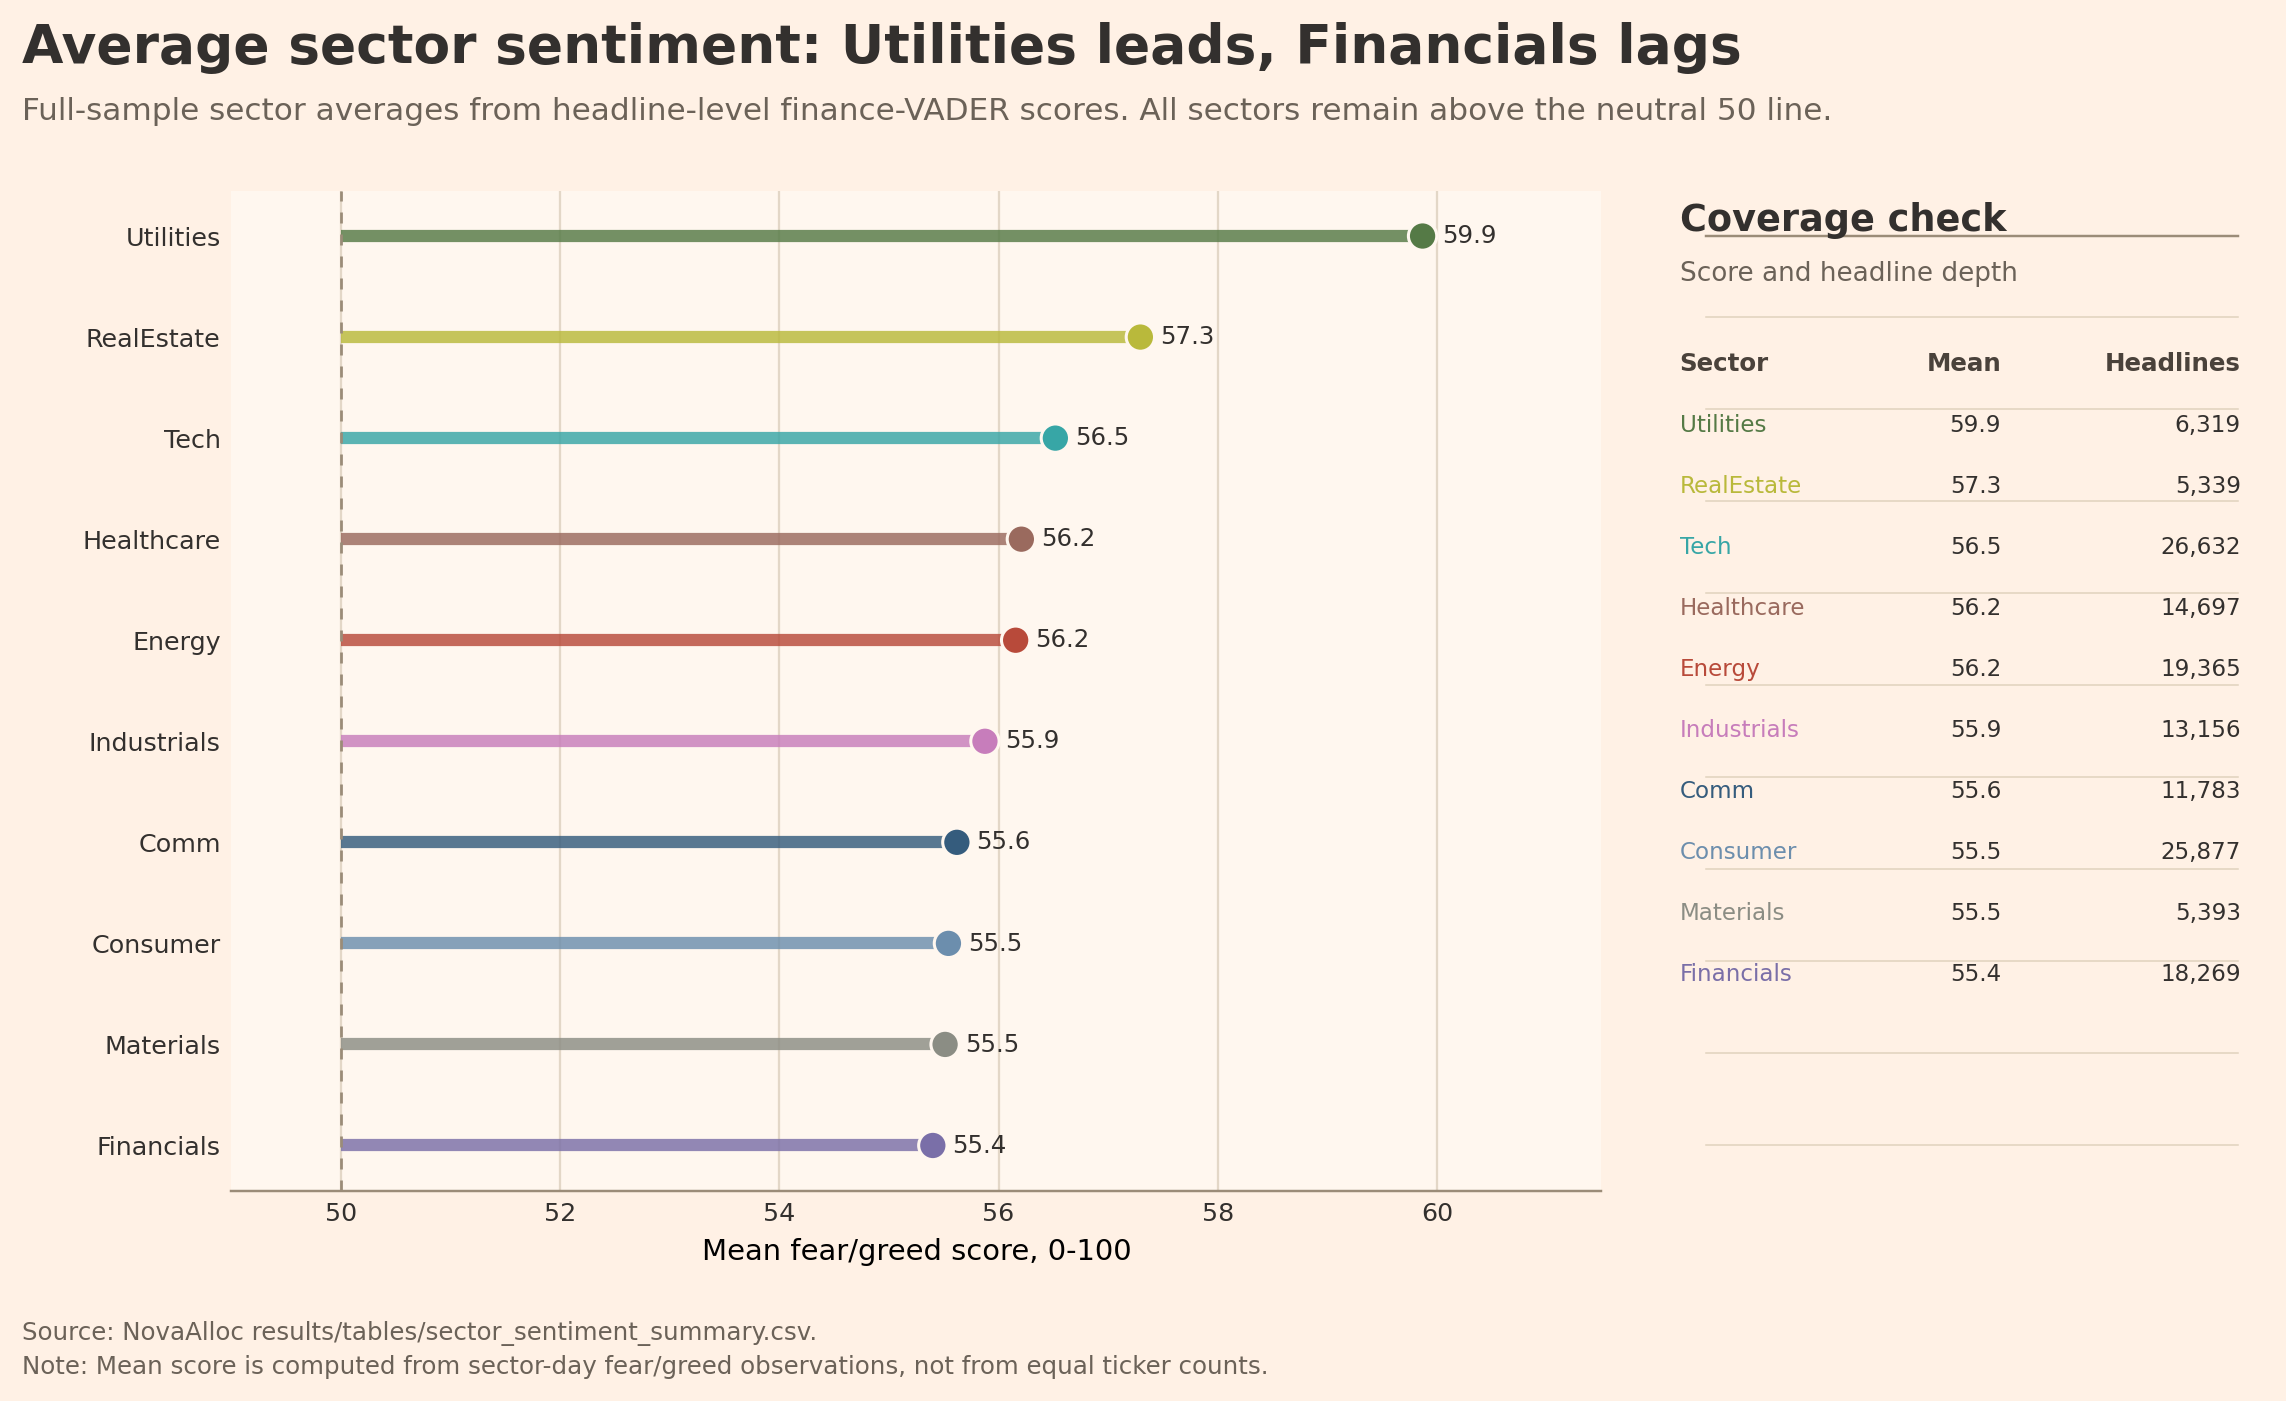 Average sector sentiment: Utilities leads, Financials lags
Full-sample sector averages from headline-level finance-VADER scores. All sectors remain above the neutral 50 line.
Utilities 59.9
RealEstate 57.3
Tech 56.5
Healthcare 56.2
Energy 56.2
Industrials 55.9
Comm 55.6
Consumer 55.5
Materials 55.5
Financials 55.4
50 52 54 56 58 60
Mean fear/greed score, 0-100
Coverage check
Score and headline depth
Sector Mean Headlines
Utilities 59.9 6,319
RealEstate 57.3 5,339
Tech 56.5 26,632
Healthcare 56.2 14,697
Energy 56.2 19,365
Industrials 55.9 13,156
Comm 55.6 11,783
Consumer 55.5 25,877
Materials 55.5 5,393
Financials 55.4 18,269
Source: NovaAlloc results/tables/sector_sentiment_summary.csv.
Note: Mean score is computed from sector-day fear/greed observations, not from equal ticker counts.